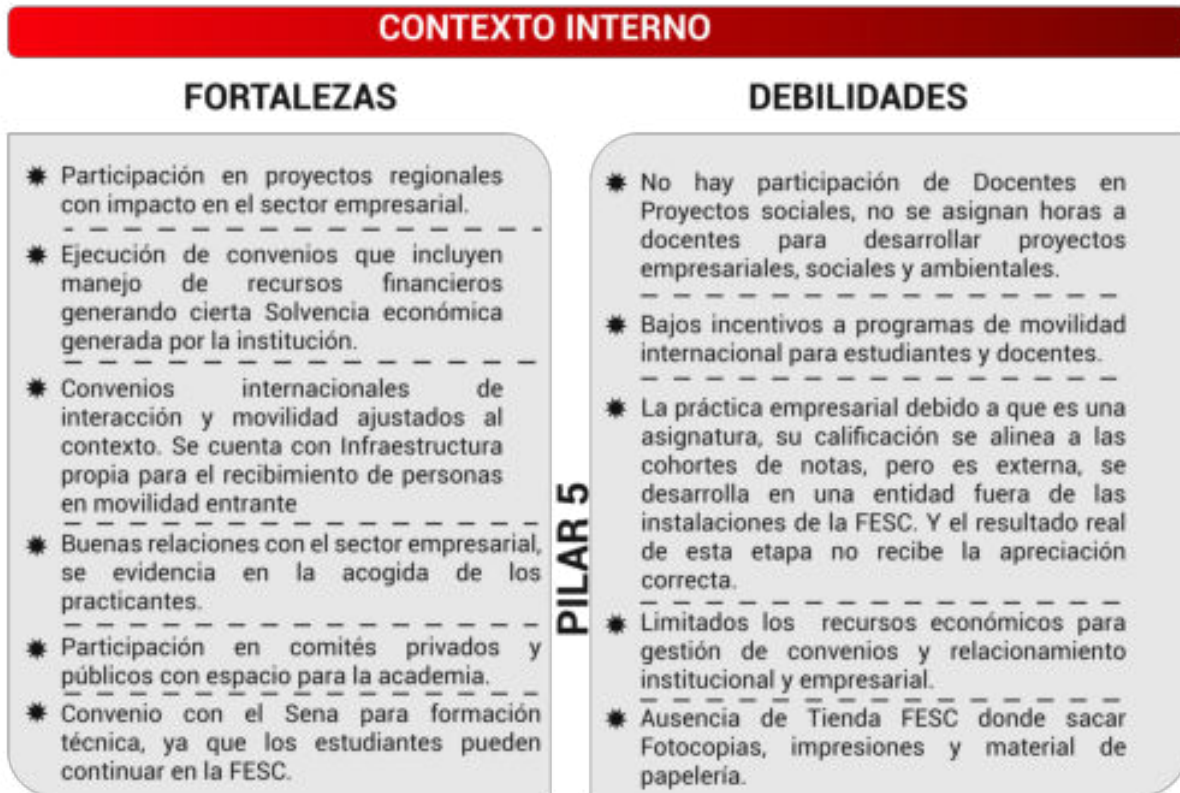 CONTEXTO INTERNO
FORTALEZAS
Participación en proyectos regionales
con impacto en el sector empresarial.
Ejecución de convenios que incluyen
manejo de recursos financieros
generando cierta Solvencia económica
generada por la institución.
Convenios internacionales de
interacción y movilidad ajustados al
contexto. Se cuenta con Infraestructura
propia para el recibimiento de personas
en movilidad entrante
Buenas relaciones con el sector empresarial,
se evidencia en la acogida de los
practicantes.
Participación en comités privados y
públicos con espacio para la academia.
Convenio con el Sena para formación
técnica, ya que los estudiantes pueden
continuar en la FESC.
PILAR 5
DEBILIDADES
No hay participación de Docentes en
Proyectos sociales, no se asignan horas a
docentes para desarrollar proyectos
empresariales, sociales y ambientales.
Bajos incentivos a programas de movilidad
internacional para estudiantes y docentes.
La práctica empresarial debido a que es una
asignatura, su calificación se alinea a las
cohortes de notas, pero es externa, se
desarrolla en una entidad fuera de las
instalaciones de la FESC. Y el resultado real
de esta etapa no recibe la apreciación
correcta.
Limitados los recursos económicos para
gestión de convenios y relacionamiento
institucional y empresarial.
Ausencia de Tienda FESC donde sacar
Fotocopias, impresiones y material de
papelería.